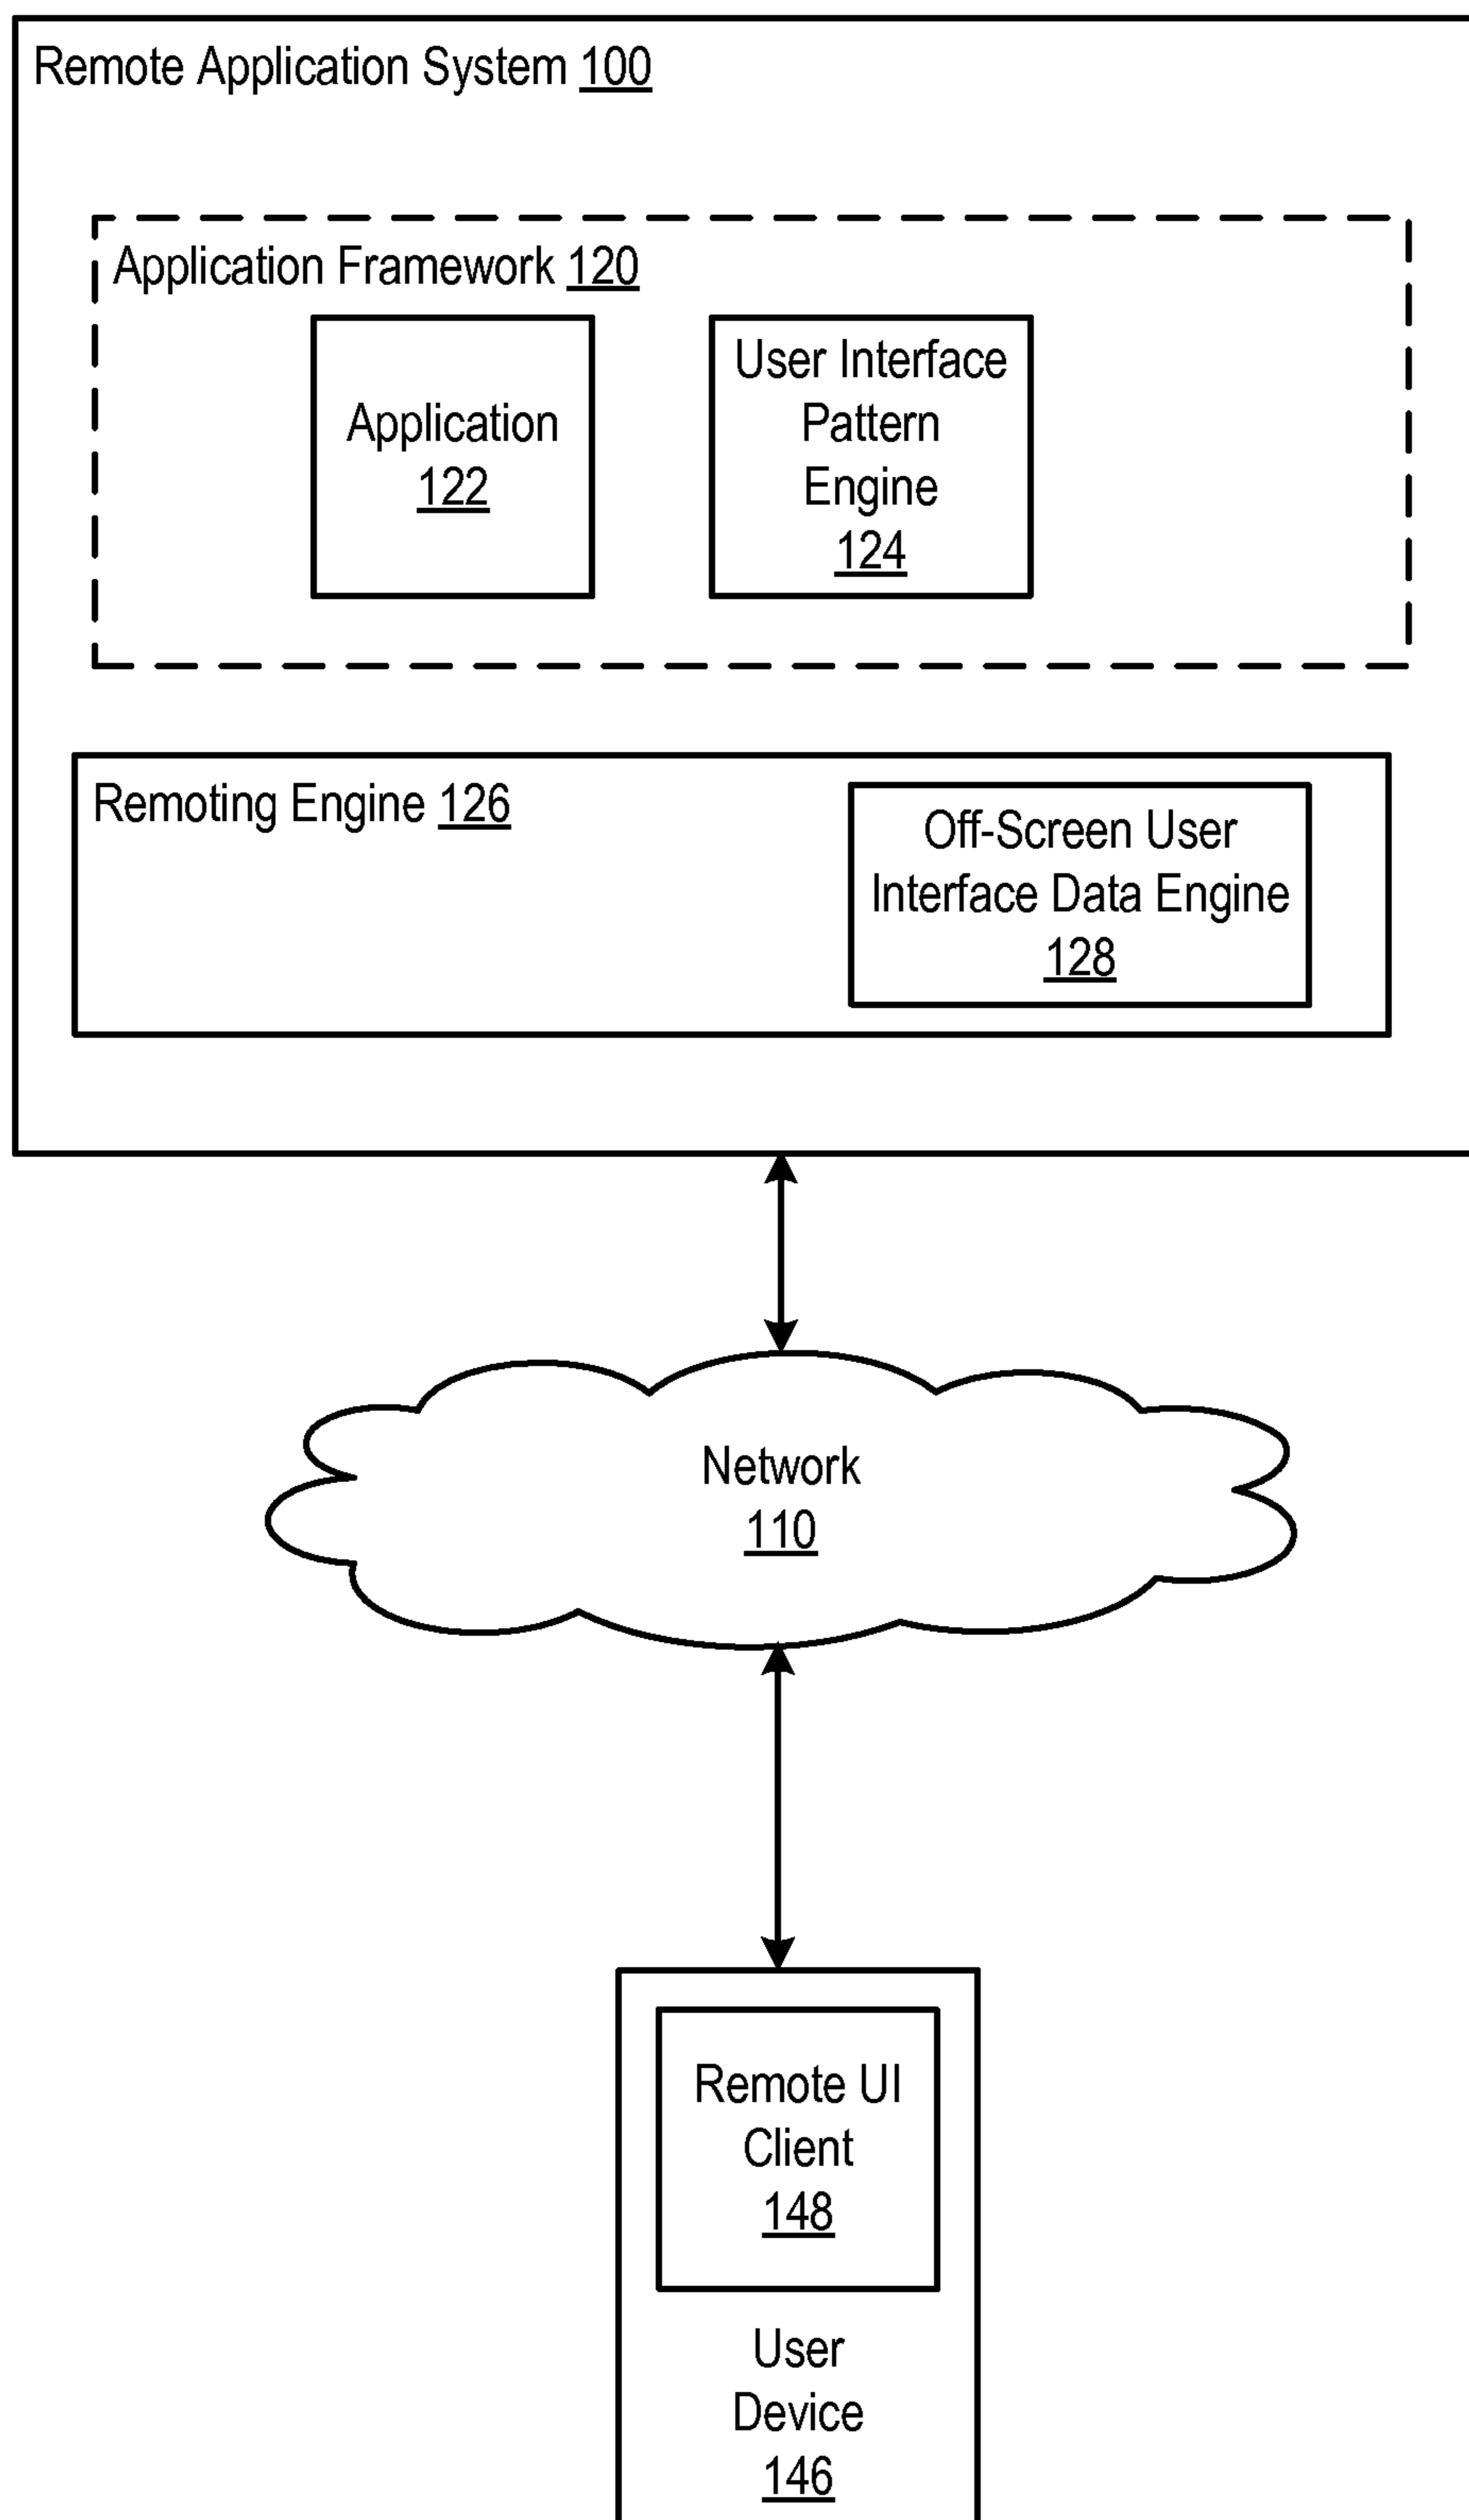 Remote Application System 100
Application Framework 120
Application
122
User Interface
Pattern
Engine
124
Remoting Engine 126
Off-Screen User
Interface Data Engine
128
Network
110
Remote UI
Client
148
User
Device
146